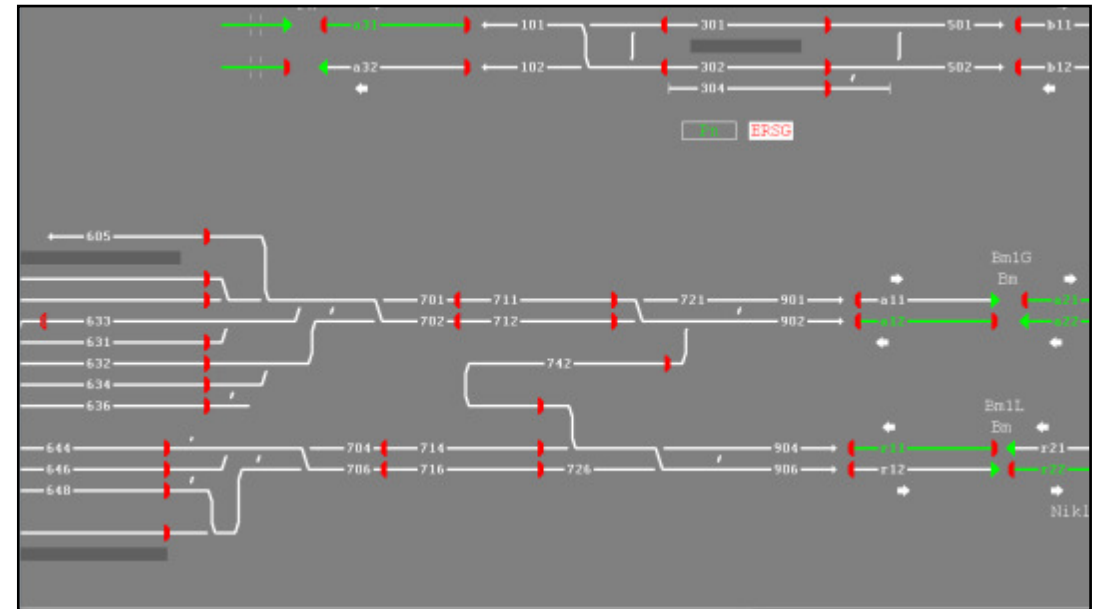 a31 101 301 501 b11
a32 102 302 502 b12
304
ERSG
605
Bm1G
Bm
701 711 721 901 a11 a21
633 702 712 902 a12 a22
631
632 742
634
636
Bm1L
Bm
644 704 714 904 r11 r21
646 706 716 726 906 r12 r22
648
Nikl